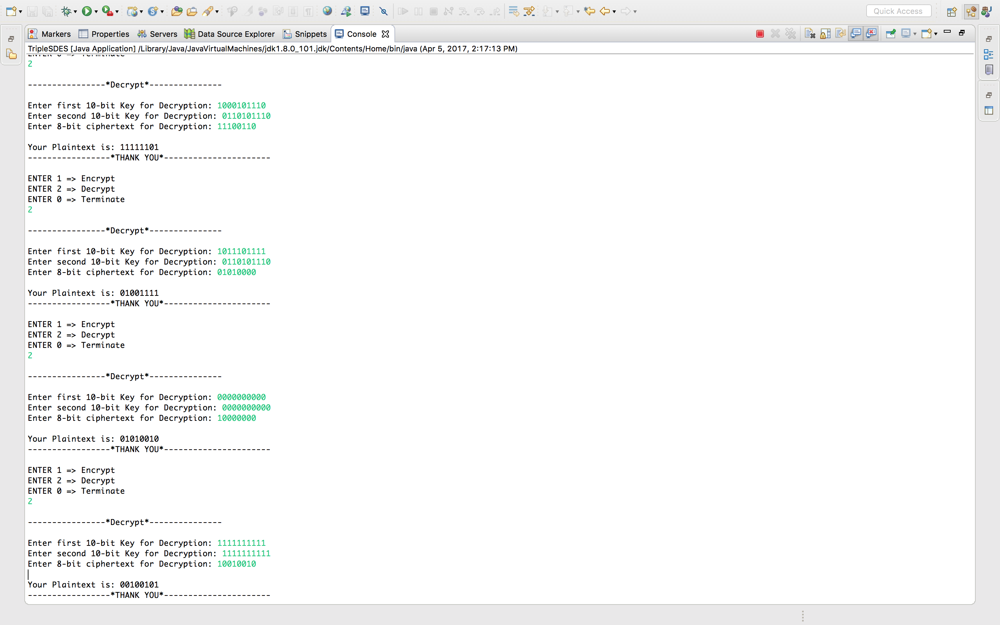 Quick Access
Markers Properties Servers Data Source Explorer Snippets Console
TripleSDES [Java Application] /Library/Java/JavaVirtualMachines/jdk1.8.0_101.jdk/Contents/Home/bin/java (Apr 5, 2017, 2:17:13 PM)
ENTER 0 => Terminate
2
----------------*Decrypt*---------------
Enter first 10-bit Key for Decryption: 1000101110
Enter second 10-bit Key for Decryption: 0110101110
Enter 8-bit ciphertext for Decryption: 11100110
Your Plaintext is: 11111101
-----------------*THANK YOU*----------------------
ENTER 1 => Encrypt
ENTER 2 => Decrypt
ENTER 0 => Terminate
2
----------------*Decrypt*---------------
Enter first 10-bit Key for Decryption: 1011101111
Enter second 10-bit Key for Decryption: 0110101110
Enter 8-bit ciphertext for Decryption: 01010000
Your Plaintext is: 01001111
-----------------*THANK YOU*----------------------
ENTER 1 => Encrypt
ENTER 2 => Decrypt
ENTER 0 => Terminate
2
----------------*Decrypt*---------------
Enter first 10-bit Key for Decryption: 0000000000
Enter second 10-bit Key for Decryption: 0000000000
Enter 8-bit ciphertext for Decryption: 10000000
Your Plaintext is: 01010010
-----------------*THANK YOU*----------------------
ENTER 1 => Encrypt
ENTER 2 => Decrypt
ENTER 0 => Terminate
2
----------------*Decrypt*---------------
Enter first 10-bit Key for Decryption: 1111111111
Enter second 10-bit Key for Decryption: 1111111111
Enter 8-bit ciphertext for Decryption: 10010010
Your Plaintext is: 00100101
-----------------*THANK YOU*----------------------